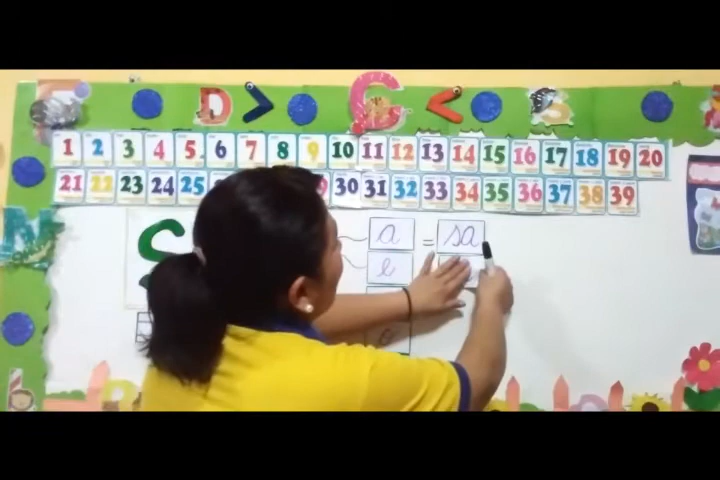 D > C <
1 2 3 4 5 6 7 8 9 10 11 12 13 14 15 16 17 18 19 20
21 22 23 24 25 30 31 32 33 34 35 36 37 38 39
S a = sa
e